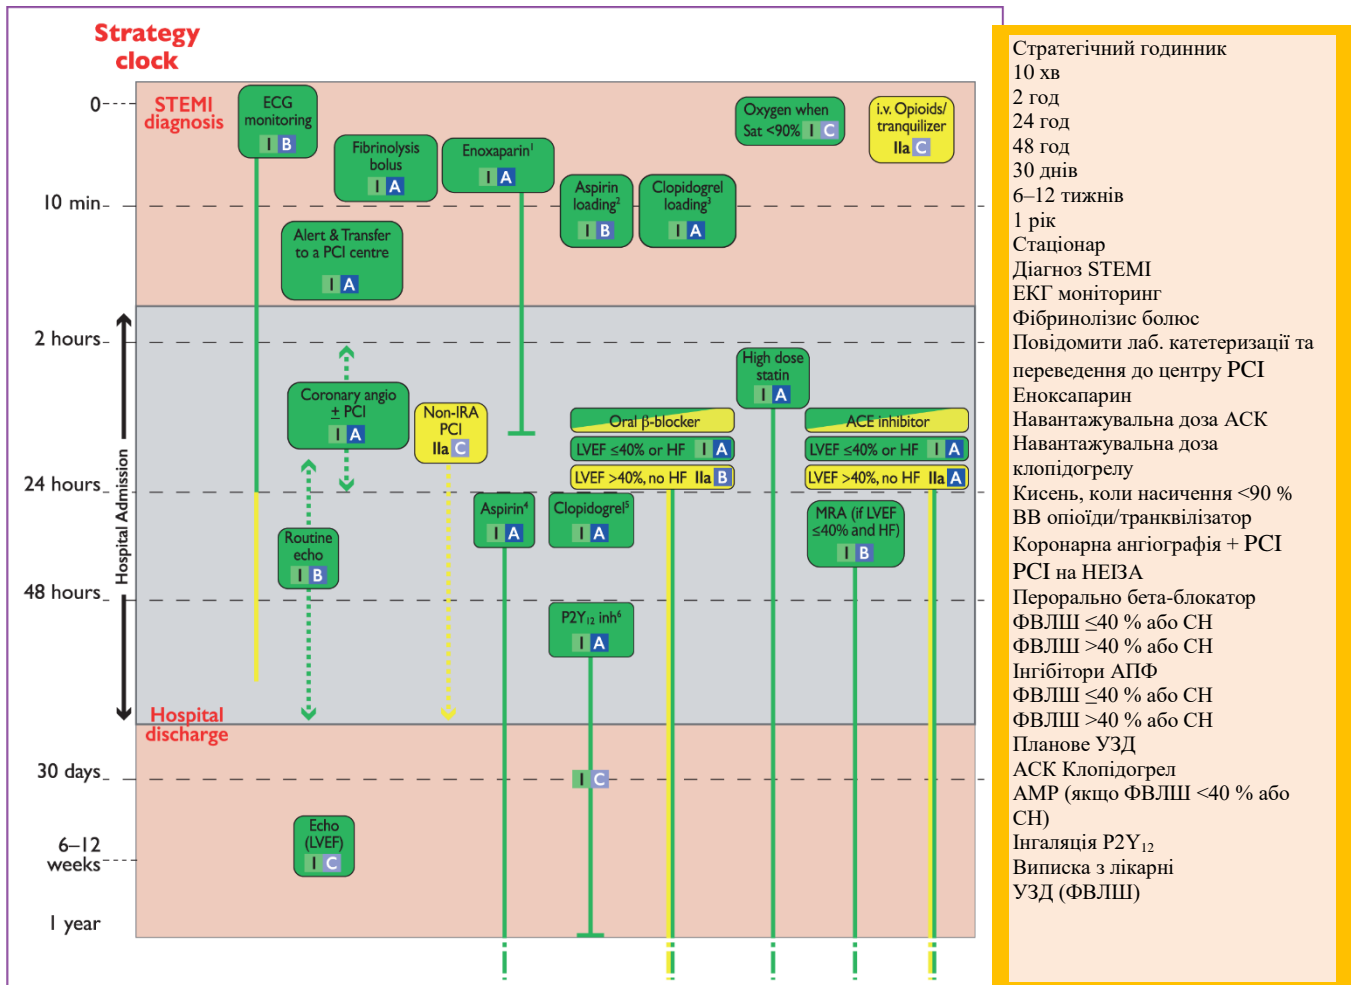 Strategy
clock
0
STEMI
diagnosis
ECG
monitoring
I B
Fibrinolysis
bolus
I A
Enoxaparin¹
I A
Aspirin
loading²
I B
Clopidogrel
loading³
I A
Oxygen when
Sat <90% I C
i.v. Opioids/
tranquilizer
IIa C
10 min
Alert & Transfer
to a PCI centre
I A
2 hours
Hospital Admission
Coronary angio
± PCI
I A
Non-IRA
PCI
IIa C
High dose
statin
I A
Oral β-blocker
LVEF ≤40% or HF I A
LVEF >40%, no HF IIa B
ACE inhibitor
LVEF ≤40% or HF I A
LVEF >40%, no HF IIa A
24 hours
Routine
echo
I B
Aspirin⁴
I A
Clopidogrel⁵
I A
MRA (if LVEF
≤40% and HF)
I B
48 hours
P2Y₁₂ inh⁶
I A
Hospital
discharge
30 days
I C
Echo
(LVEF)
I C
6–12
weeks
1 year
Стратегічний годинник
10 хв
2 год
24 год
48 год
30 днів
6–12 тижнів
1 рік
Стаціонар
Діагноз STEMI
ЕКГ моніторинг
Фібринолізис болюс
Повідомити лаб. катетеризації та
переведення до центру PCI
Еноксапарин
Навантажувальна доза АСК
Навантажувальна доза
клопідогрелу
Кисень, коли насичення <90 %
ВВ опіоїди/транквілізатор
Коронарна ангіографія + PCI
PCI на НЕІЗА
Перорально бета-блокатор
ФВЛШ ≤40 % або СН
ФВЛШ >40 % або СН
Інгібітори АПФ
ФВЛШ ≤40 % або СН
ФВЛШ >40 % або СН
Планове УЗД
АСК Клопідогрел
АМР (якщо ФВЛШ <40 % або
СН)
Інгаляція P2Y₁₂
Виписка з лікарні
УЗД (ФВЛШ)